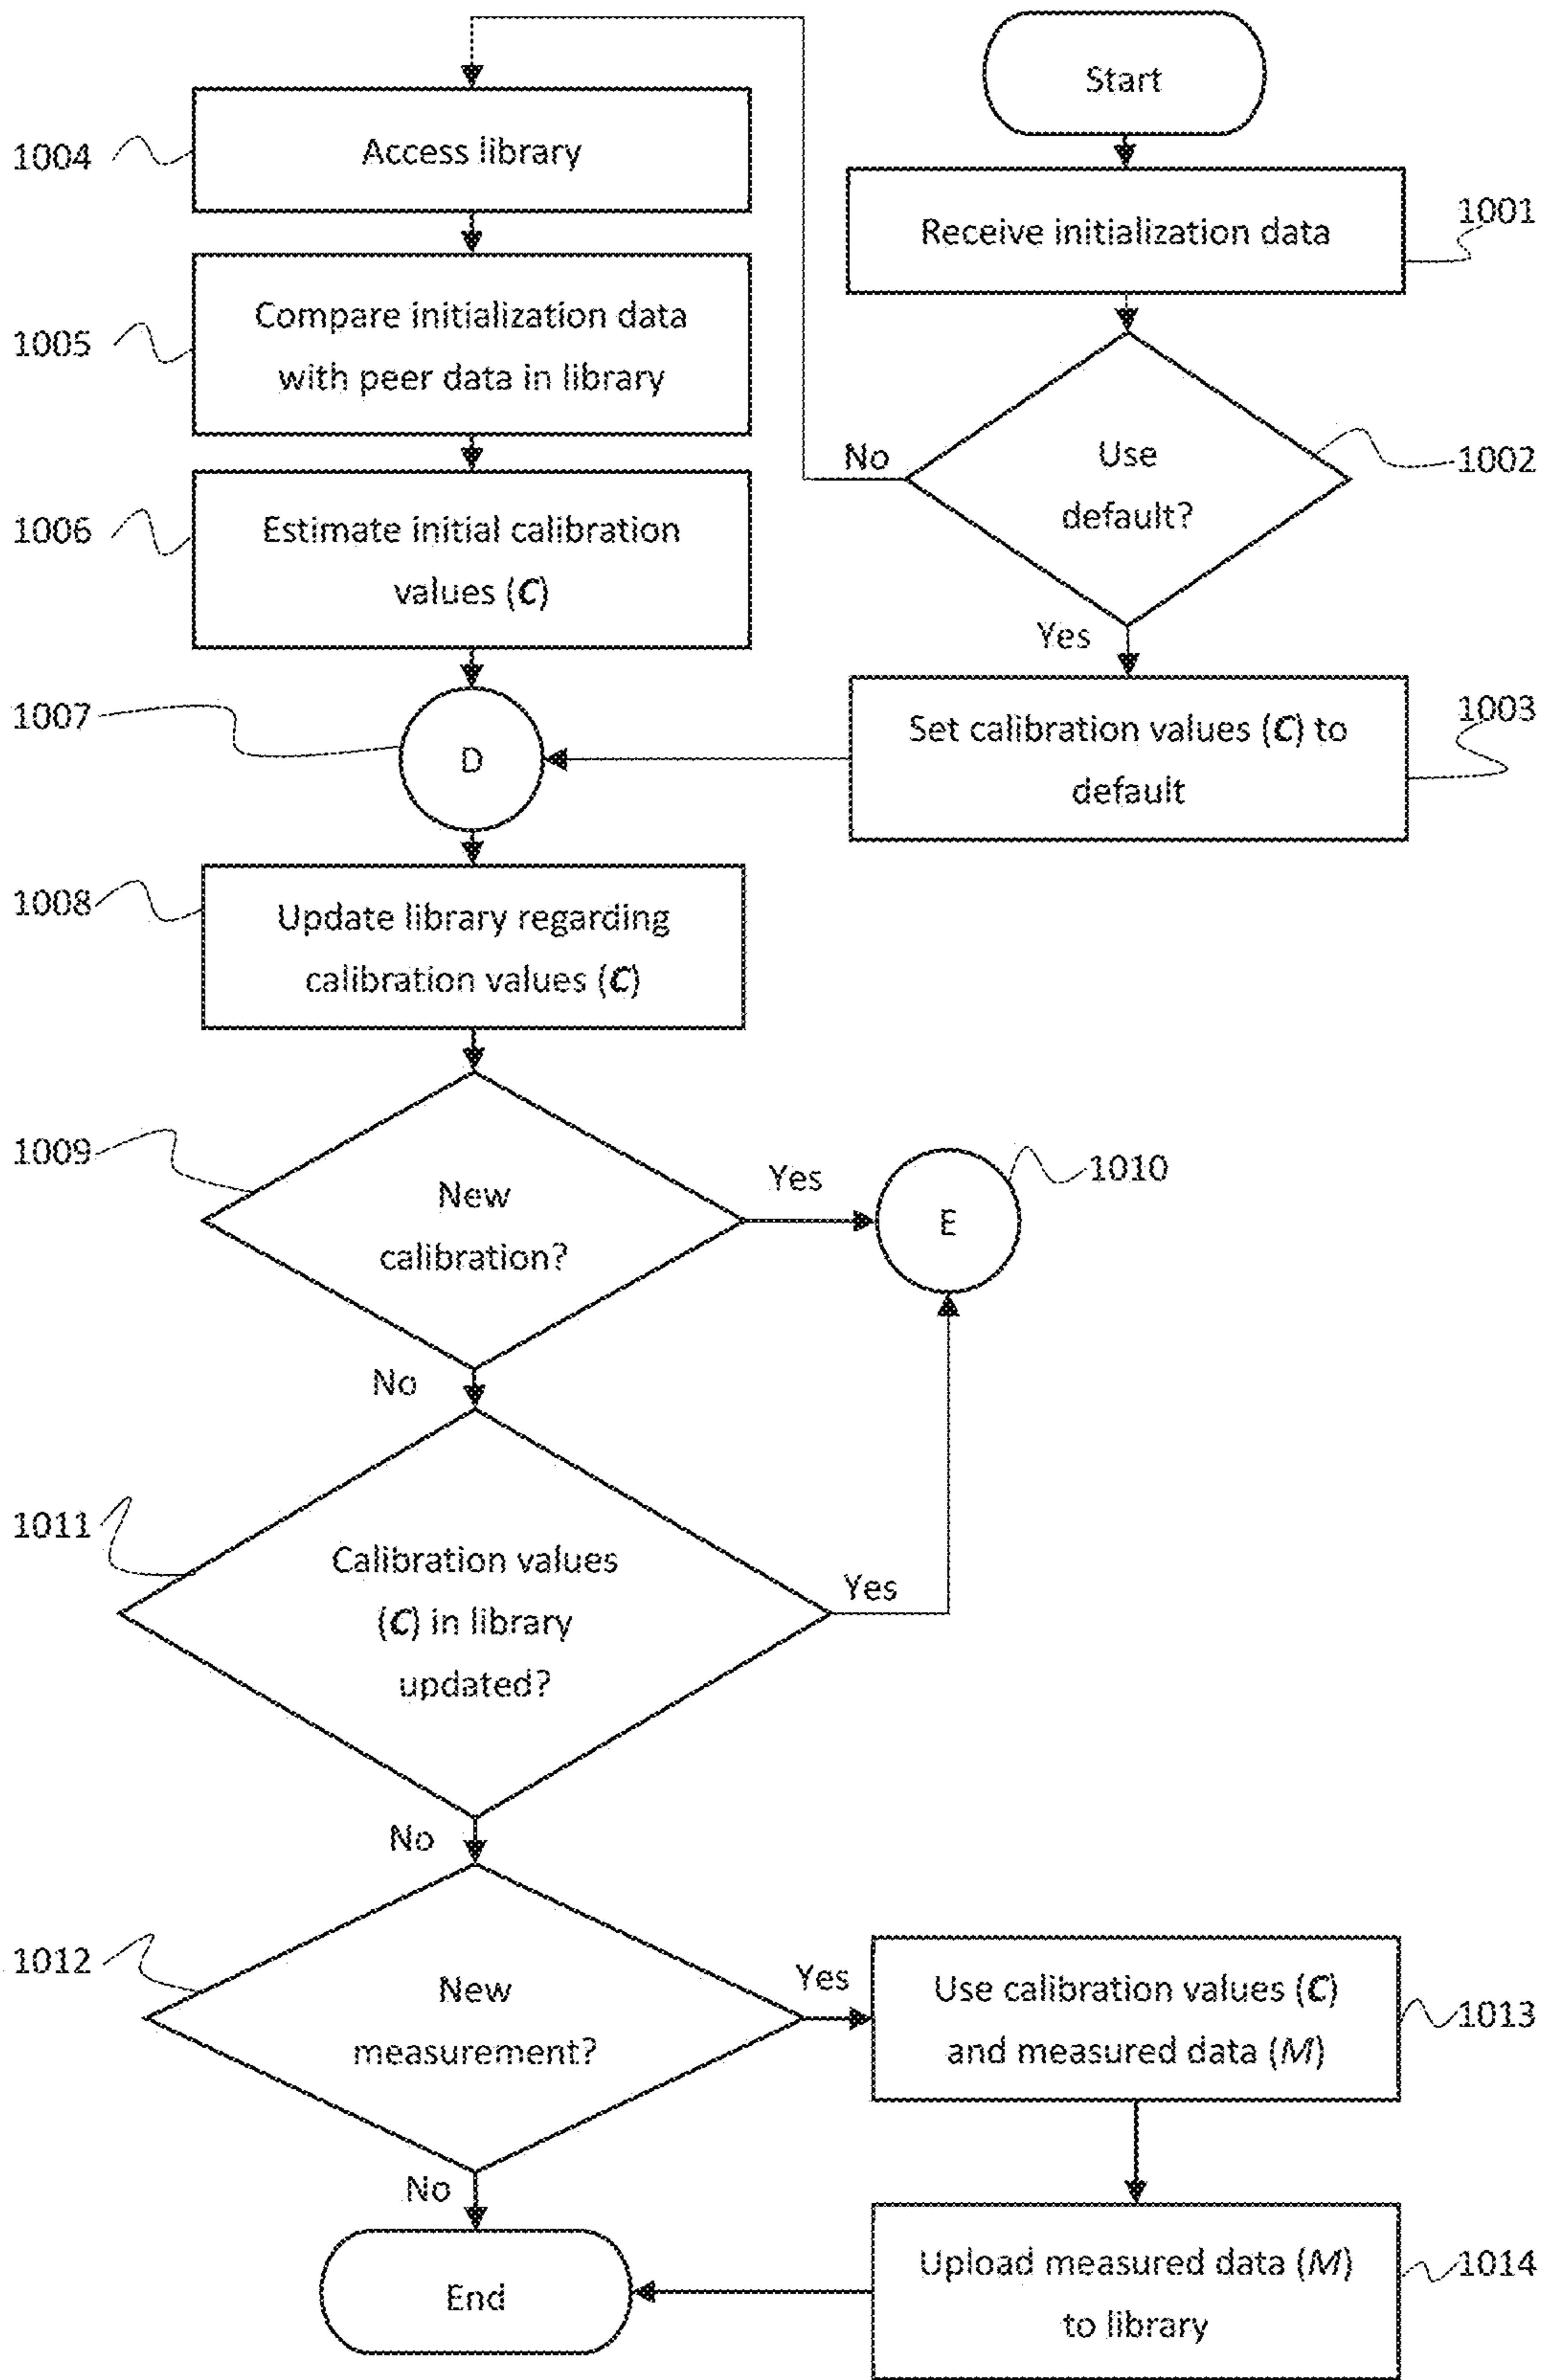 Start
1004
Access library
Receive initialization data
1001
1005
Compare initialization data
with peer data in library
No
Use
default?
1002
1006
Estimate initial calibration
values (C)
Yes
1007
D
Set calibration values (C) to
default
1003
1008
Update library regarding
calibration values (C)
1009
New
calibration?
Yes
E
1010
No
1011
Calibration values
(C) in library
updated?
Yes
No
1012
New
measurement?
Yes
Use calibration values (C)
and measured data (M)
1013
No
End
Upload measured data (M)
to library
1014